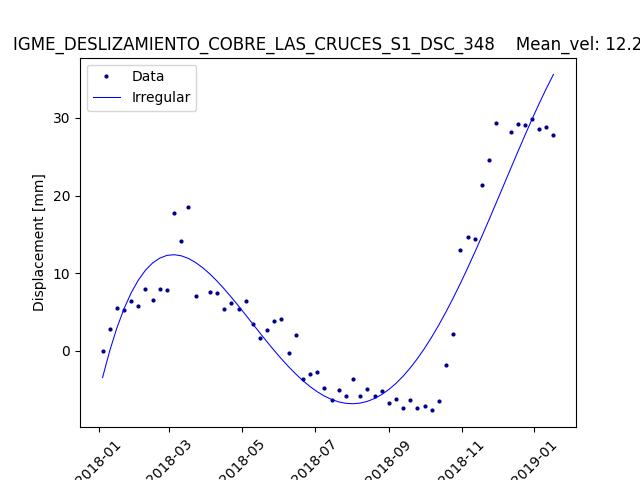 IGME_DESLIZAMIENTO_COBRE_LAS_CRUCES_S1_DSC_348 Mean_vel: 12.2
Data
Irregular
30
20
10
0
Displacement [mm]
2018-01
2018-03
2018-05
2018-07
2018-09
2018-11
2019-01